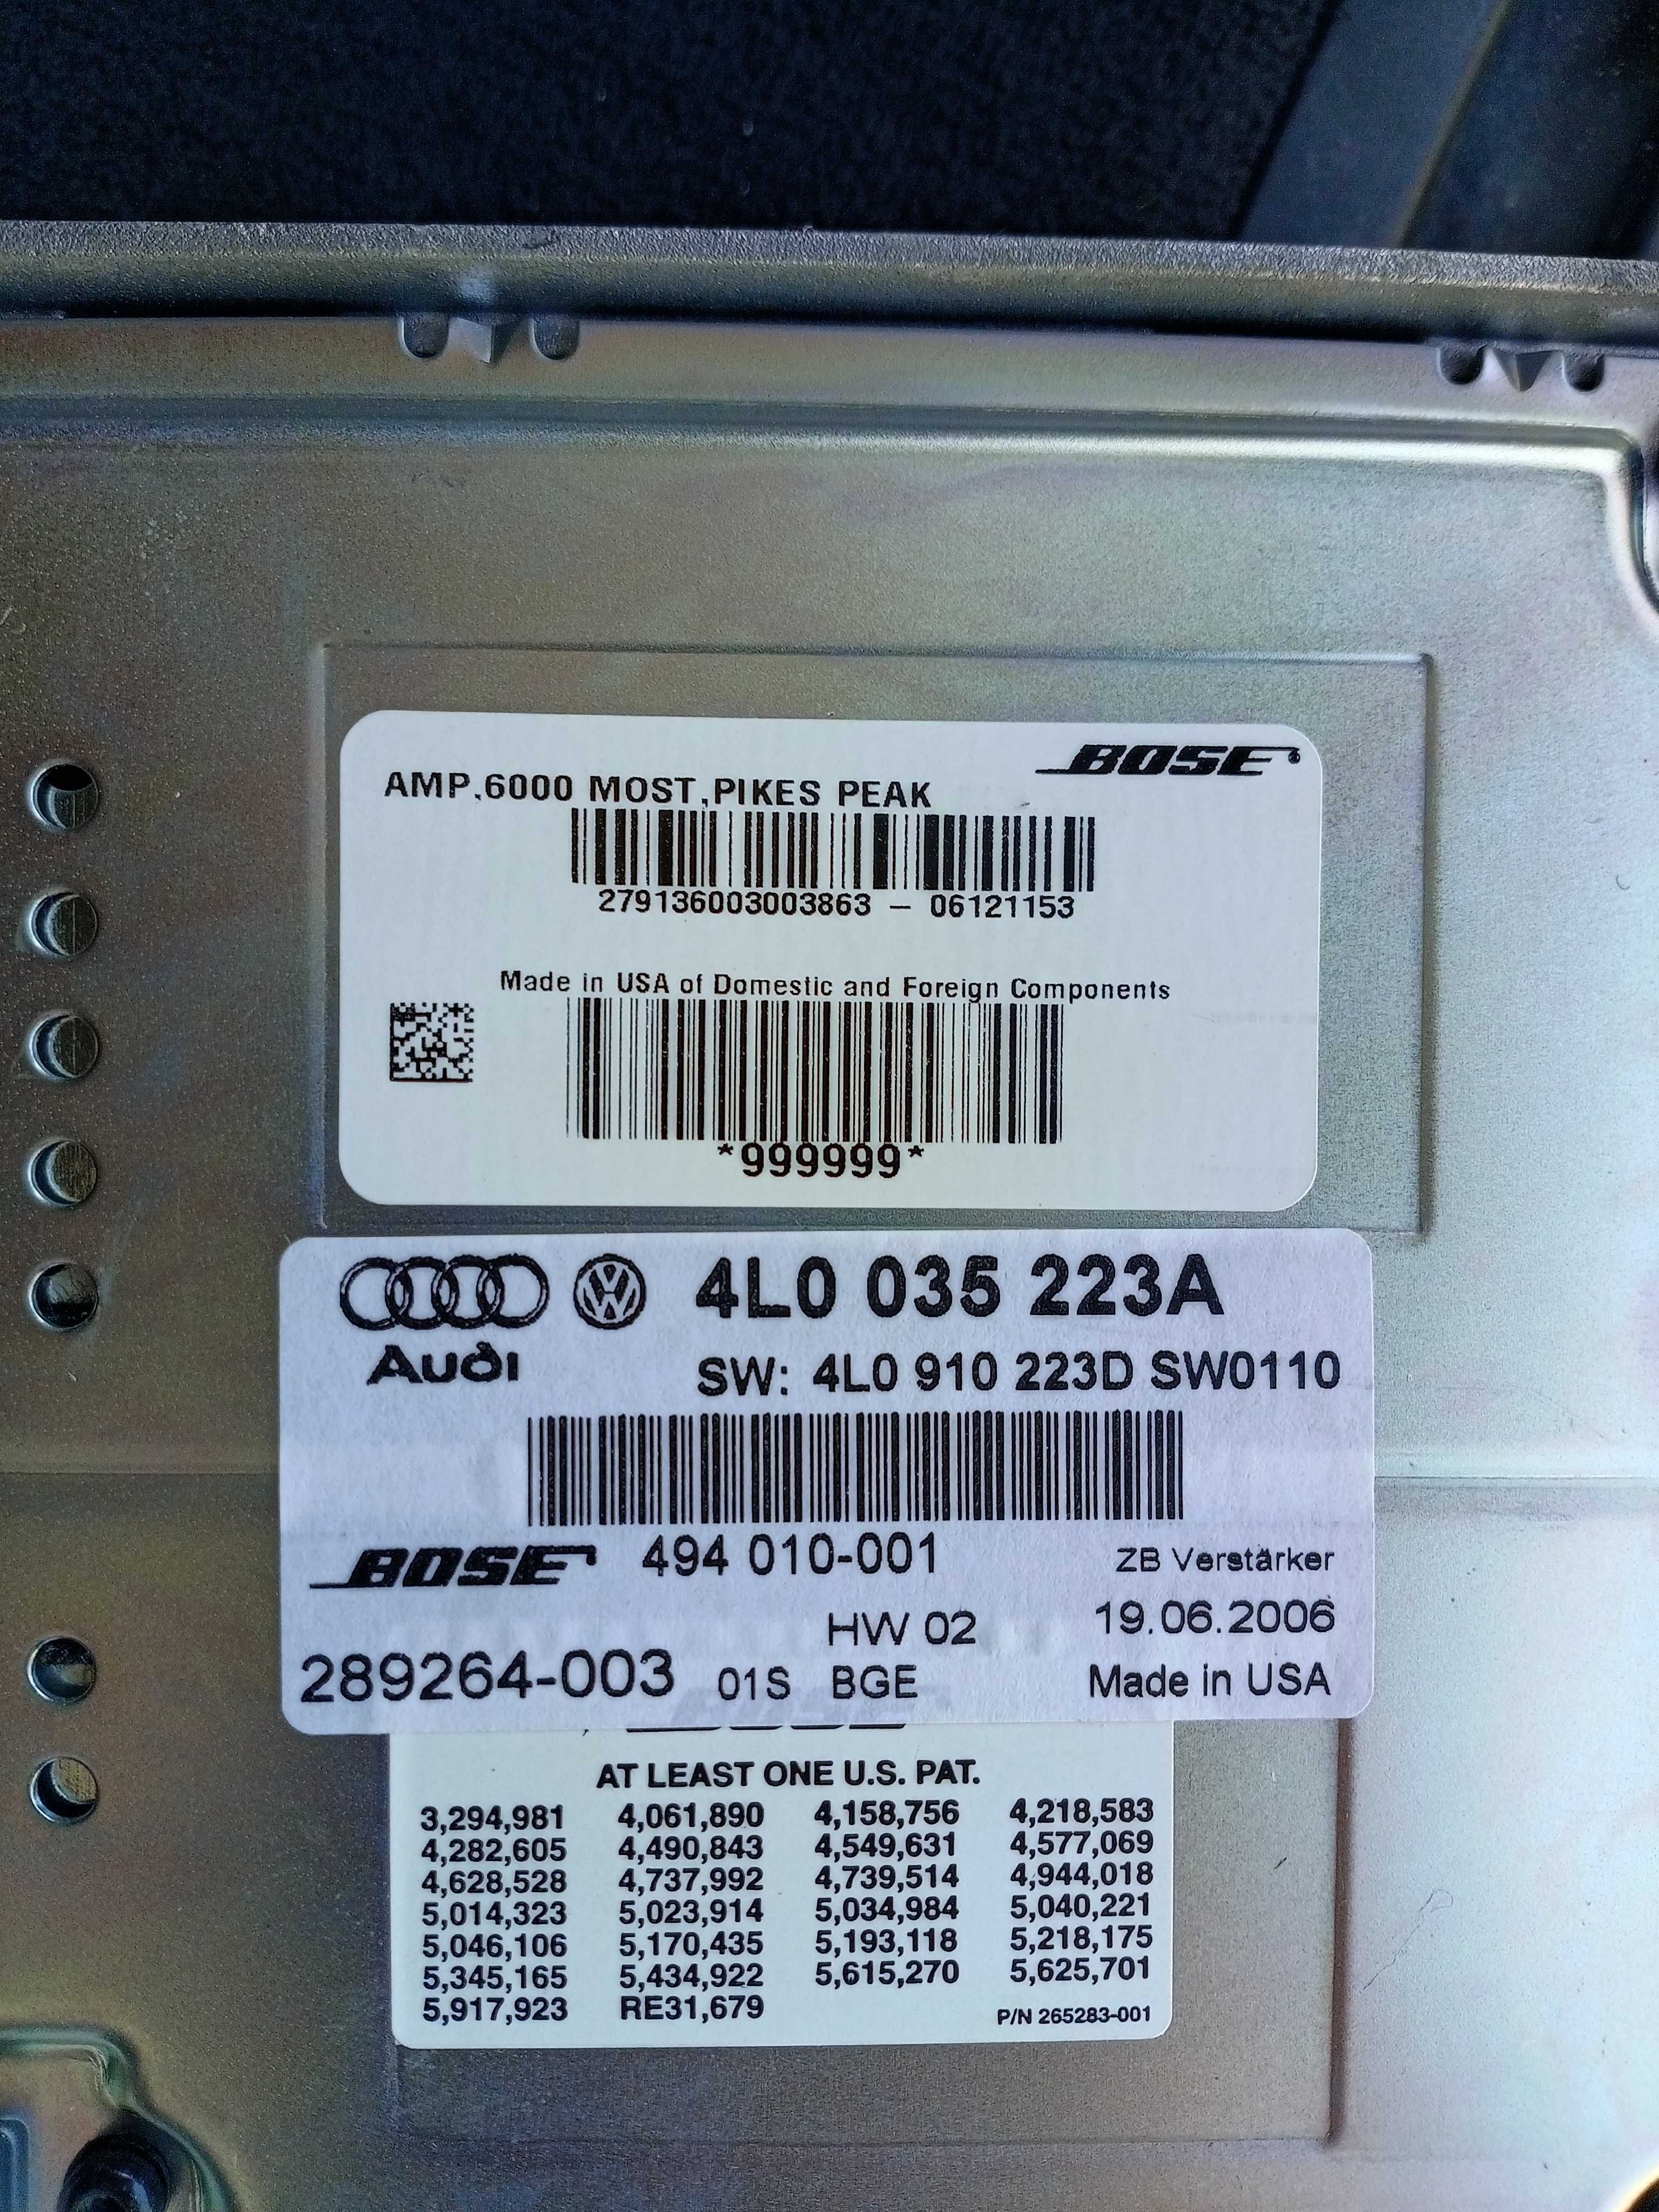 BOSE
AMP,6000 MOST,PIKES PEAK
279136003003863 – 06121153
Made in USA of Domestic and Foreign Components
*999999*
4L0 035 223A
Audi
SW: 4L0 910 223D SW0110
BOSE 494 010-001 ZB Verstärker
HW 02 19.06.2006
289264-003 01S BGE Made in USA
BOSE
AT LEAST ONE U.S. PAT.
3,294,981 4,061,890 4,158,756 4,218,583
4,282,605 4,490,843 4,549,631 4,577,069
4,628,528 4,737,992 4,739,514 4,944,018
5,014,323 5,023,914 5,034,984 5,040,221
5,046,106 5,170,435 5,193,118 5,218,175
5,345,165 5,434,922 5,615,270 5,625,701
5,917,923 RE31,679 P/N 265283-001